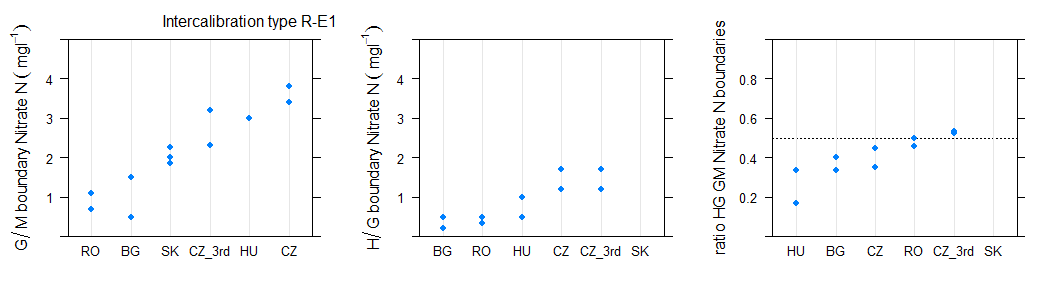 Intercalibration type R-E1
G/ M boundary Nitrate N ( mgl⁻¹)
4
3
2
1
RO BG SK CZ_3rd HU CZ
H/ G boundary Nitrate N ( mgl⁻¹)
4
3
2
1
BG RO HU CZ CZ_3rd SK
ratio HG GM Nitrate N boundaries
0.8
0.6
0.4
0.2
HU BG CZ RO CZ_3rd SK